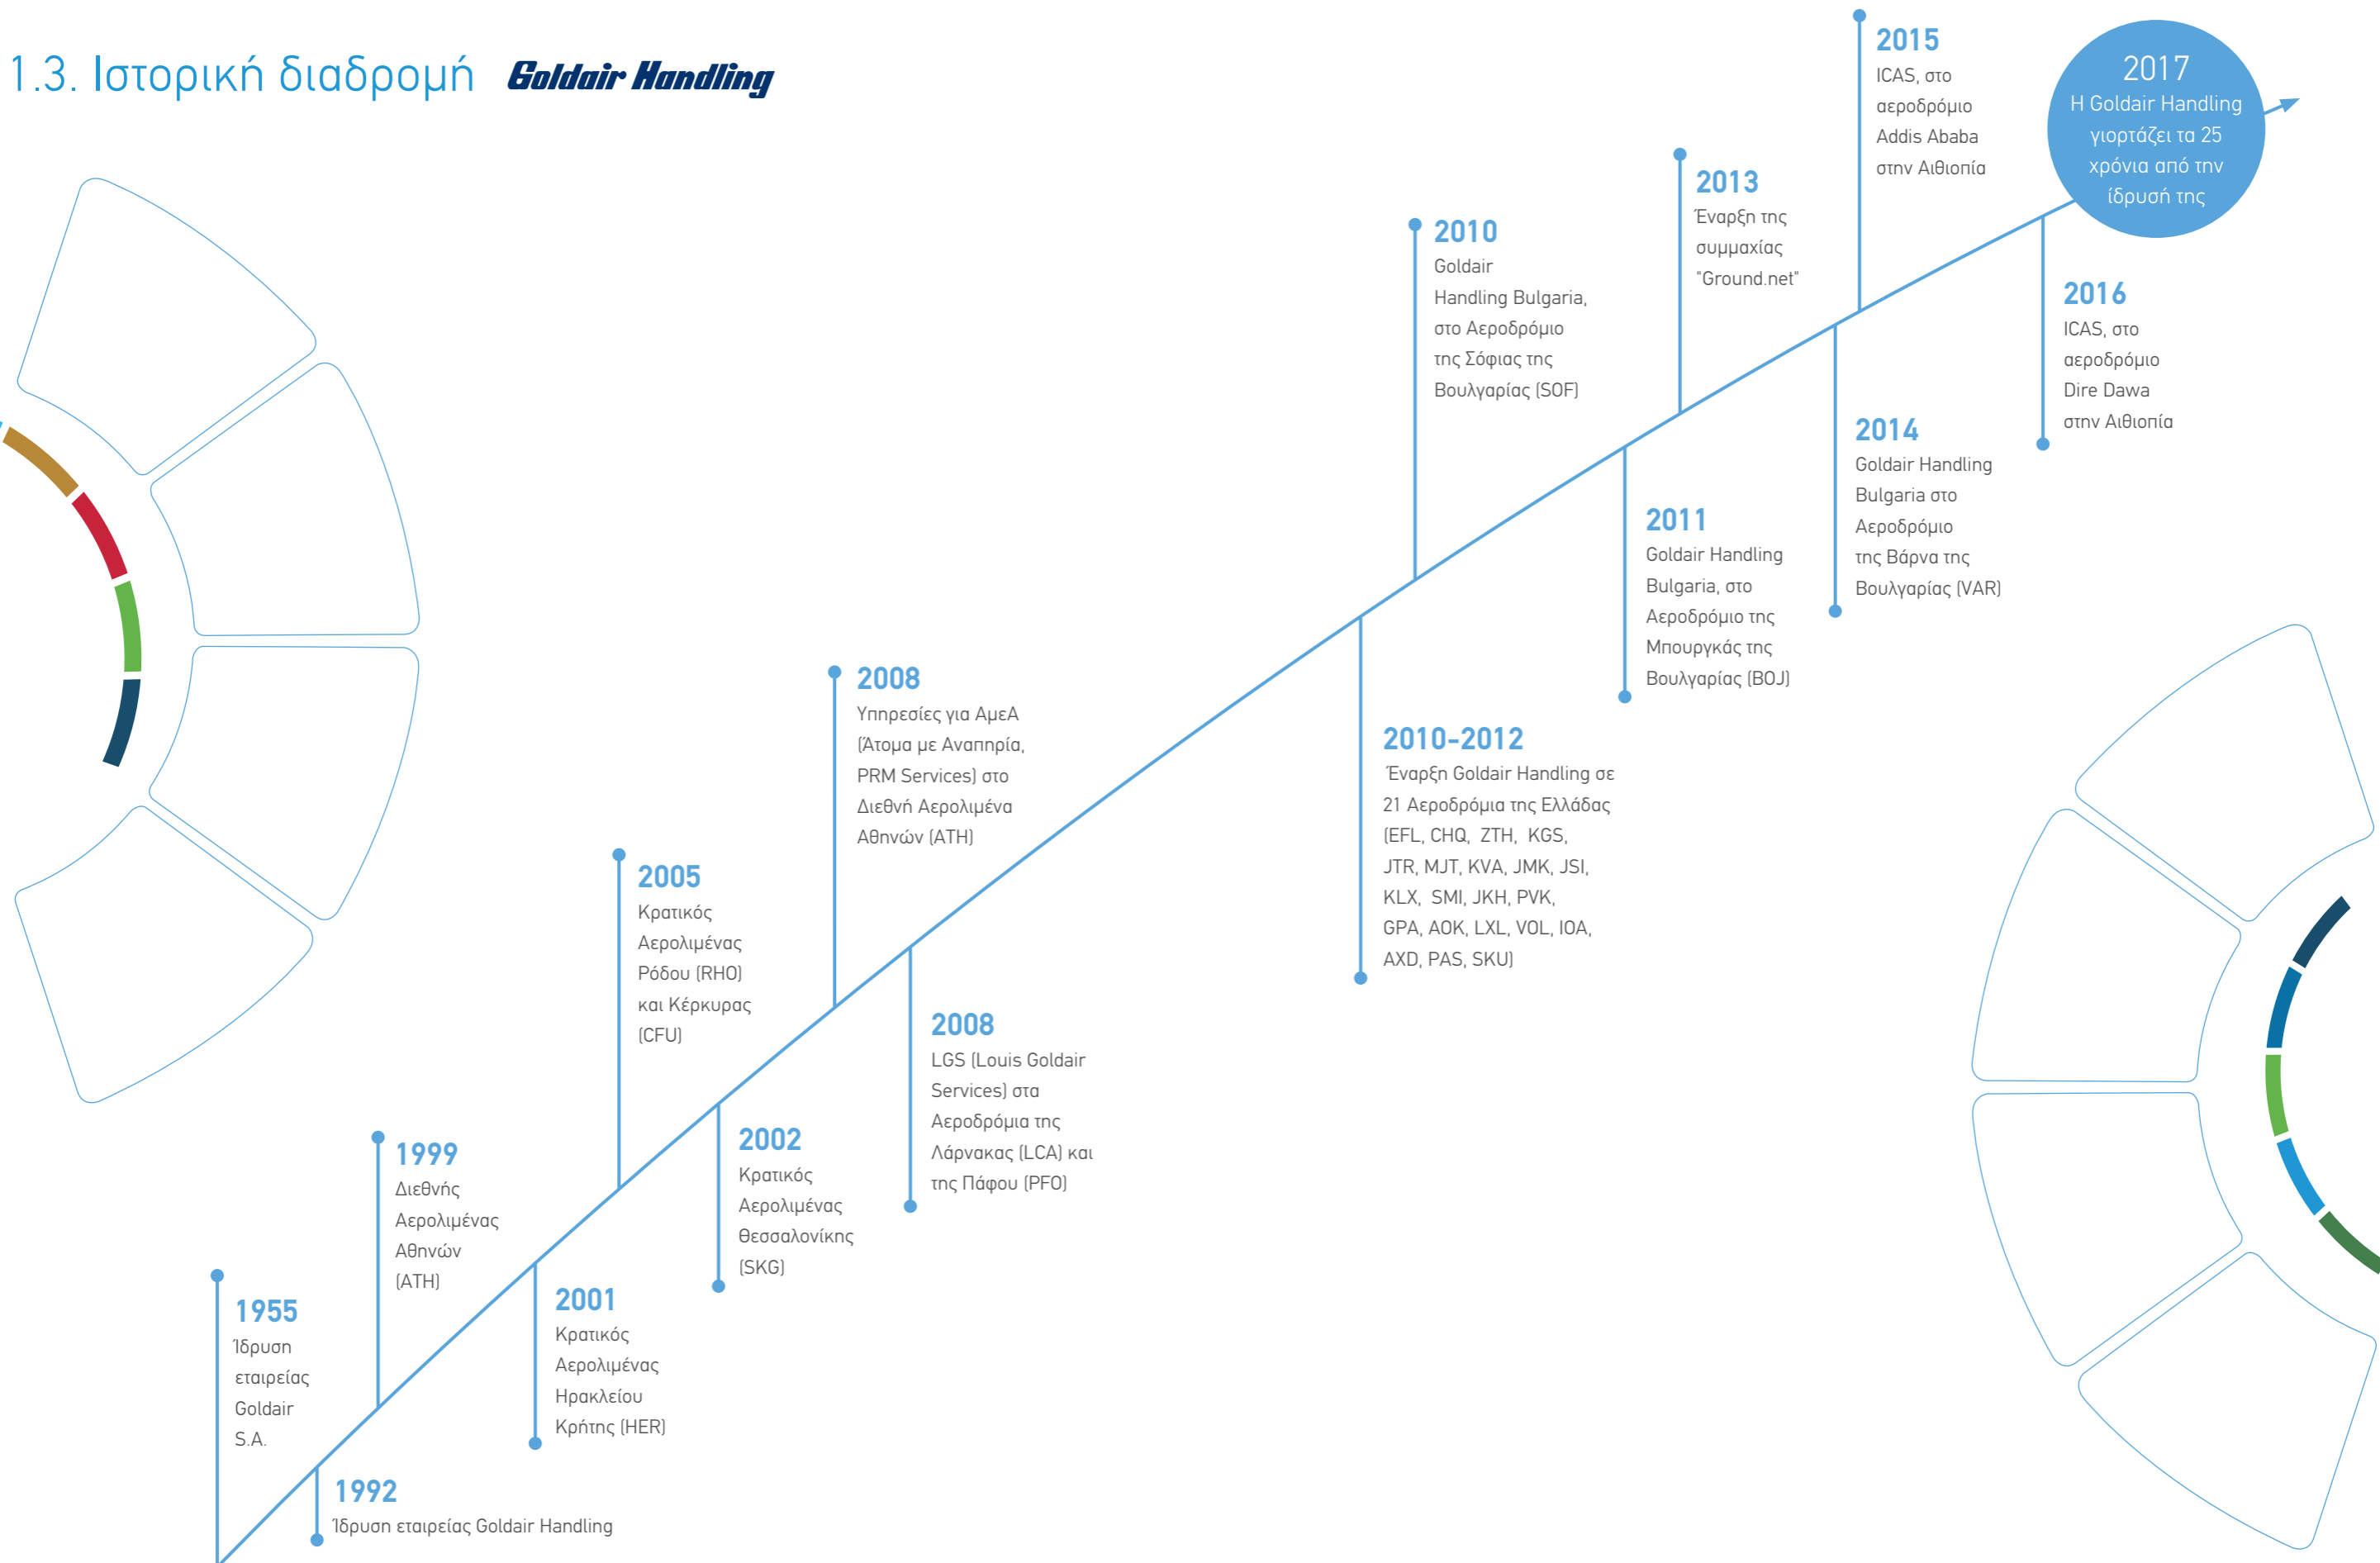 1.3. Ιστορική διαδρομή Goldair Handling
1955
Ίδρυση
εταιρείας
Goldair
S.A.
1992
Ίδρυση εταιρείας Goldair Handling
1999
Διεθνής
Αερολιμένας
Αθηνών
(ATH)
2001
Κρατικός
Αερολιμένας
Ηρακλείου
Κρήτης (HER)
2005
Κρατικός
Αερολιμένας
Ρόδου (RHO)
και Κέρκυρας
(CFU)
2002
Κρατικός
Αερολιμένας
Θεσσαλονίκης
(SKG)
2008
Υπηρεσίες για ΑμεΑ
(Άτομα με Αναπηρία,
PRM Services) στο
Διεθνή Αερολιμένα
Αθηνών (ATH)
2008
LGS (Louis Goldair
Services) στα
Αεροδρόμια της
Λάρνακας (LCA) και
της Πάφου (PFO)
2010-2012
Έναρξη Goldair Handling σε
21 Αεροδρόμια της Ελλάδας
(EFL, CHQ, ZTH, KGS,
JTR, MJT, KVA, JMK, JSI,
KLX, SMI, JKH, PVK,
GPA, AOK, LXL, VOL, IOA,
AXD, PAS, SKU)
2010
Goldair
Handling Bulgaria,
στο Αεροδρόμιο
της Σόφιας της
Βουλγαρίας (SOF)
2011
Goldair Handling
Bulgaria, στο
Αεροδρόμιο της
Μπουργκάς της
Βουλγαρίας (BOJ)
2013
Έναρξη της
συμμαχίας
"Ground.net"
2014
Goldair Handling
Bulgaria στο
Αεροδρόμιο
της Βάρνα της
Βουλγαρίας (VAR)
2015
ICAS, στο
αεροδρόμιο
Addis Ababa
στην Αιθιοπία
2016
ICAS, στο
αεροδρόμιο
Dire Dawa
στην Αιθιοπία
2017
Η Goldair Handling
γιορτάζει τα 25
χρόνια από την
ίδρυσή της